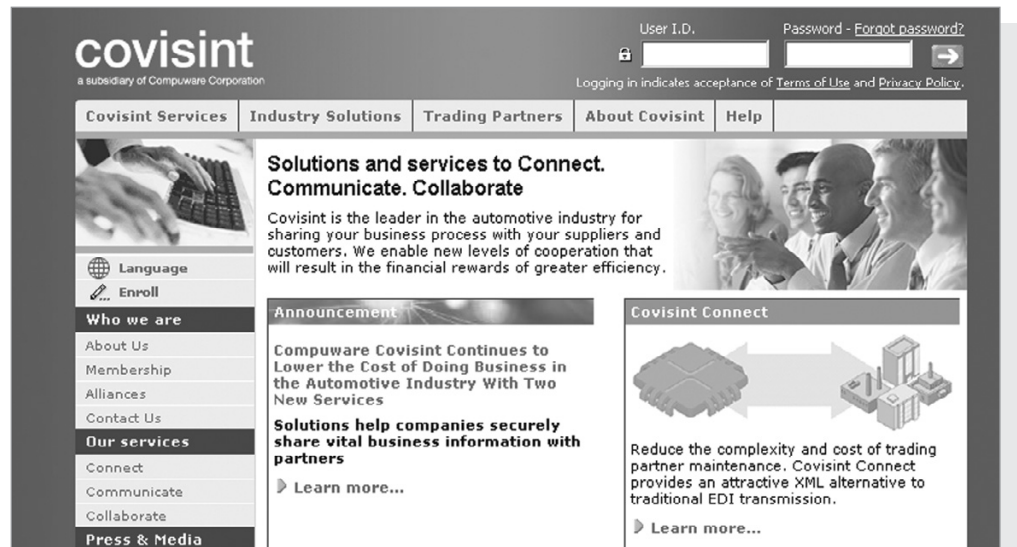 covisint
a subsidiary of Compuware Corporation
User I.D.
Password - Forgot password?
Logging in indicates acceptance of Terms of Use and Privacy Policy.
Covisint Services
Industry Solutions
Trading Partners
About Covisint
Help
Language
Enroll
Who we are
About Us
Membership
Alliances
Contact Us
Our services
Connect
Communicate
Collaborate
Press & Media
Solutions and services to Connect.
Communicate. Collaborate
Covisint is the leader in the automotive industry for
sharing your business process with your suppliers and
customers. We enable new levels of cooperation that
will result in the financial rewards of greater efficiency.
Announcement
Compuware Covisint Continues to
Lower the Cost of Doing Business in
the Automotive Industry With Two
New Services
Solutions help companies securely
share vital business information with
partners
Learn more...
Covisint Connect
Reduce the complexity and cost of trading
partner maintenance. Covisint Connect
provides an attractive XML alternative to
traditional EDI transmission.
Learn more...